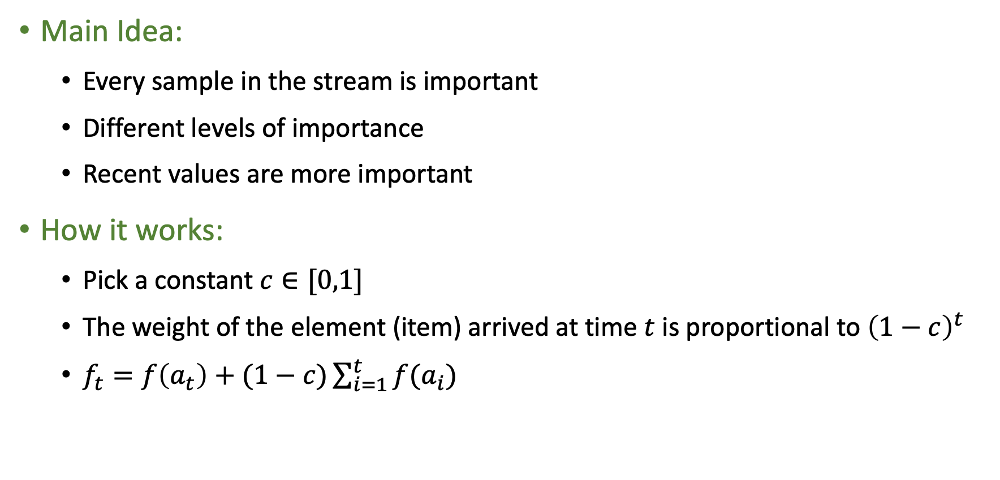 • Main Idea:
• Every sample in the stream is important
• Different levels of importance
• Recent values are more important
• How it works:
• Pick a constant c ∈ [0,1]
• The weight of the element (item) arrived at time t is proportional to (1 − c)^t
• f_t = f(a_t) + (1 − c) ∑_{i=1}^{t} f(a_i)